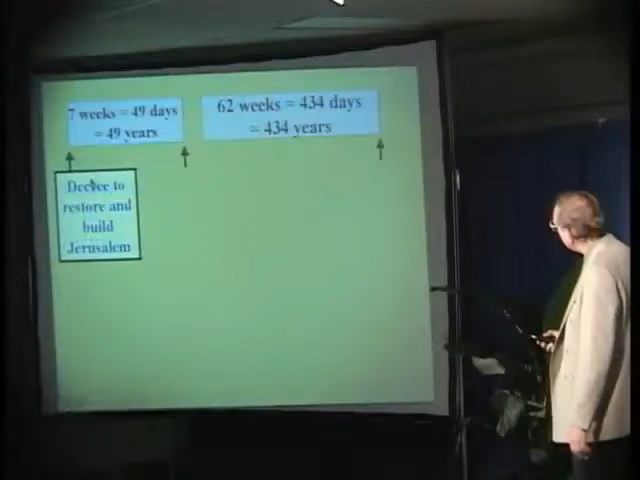 7 weeks = 49 days
= 49 years
62 weeks = 434 days
= 434 years
Decree to
restore and
build
Jerusalem